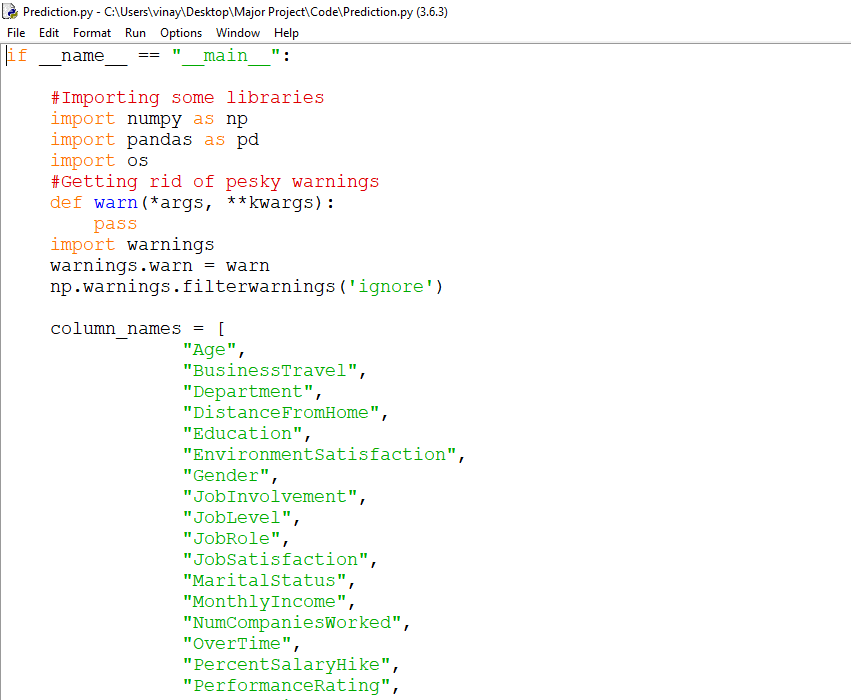 Prediction.py - C:\Users\vinay\Desktop\Major Project\Code\Prediction.py (3.6.3)
File Edit Format Run Options Window Help
if __name__ == "__main__":
    #Importing some libraries
    import numpy as np
    import pandas as pd
    import os
    #Getting rid of pesky warnings
    def warn(*args, **kwargs):
        pass
    import warnings
    warnings.warn = warn
    np.warnings.filterwarnings('ignore')
    column_names = [
                "Age",
                "BusinessTravel",
                "Department",
                "DistanceFromHome",
                "Education",
                "EnvironmentSatisfaction",
                "Gender",
                "JobInvolvement",
                "JobLevel",
                "JobRole",
                "JobSatisfaction",
                "MaritalStatus",
                "MonthlyIncome",
                "NumCompaniesWorked",
                "OverTime",
                "PercentSalaryHike",
                "PerformanceRating",